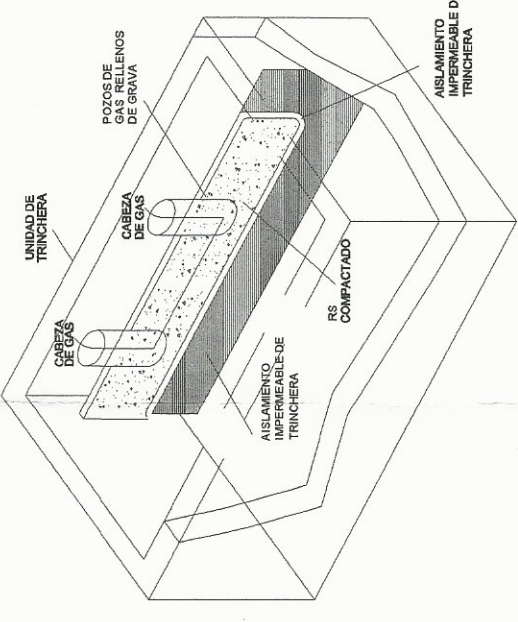 UNIDAD DE
TRINCHERA
POZOS DE
GAS RELLENOS
DE GRAVA
CABEZA
DE GAS
CABEZA
DE GAS
AISLAMIENTO
IMPERMEABLE D
TRINCHERA
RS
COMPACTADO
AISLAMIENTO
IMPERMEABLE DE
TRINCHERA